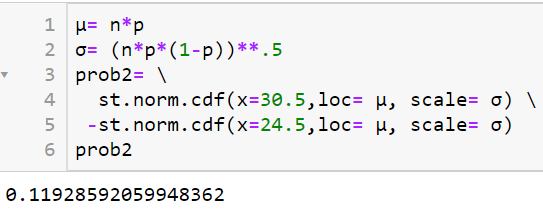 1 μ= n*p
2 σ= (n*p*(1-p))**.5
3 prob2= \
4 st.norm.cdf(x=30.5,loc= μ, scale= σ) \
5 -st.norm.cdf(x=24.5,loc= μ, scale= σ)
6 prob2
0.11928592059948362